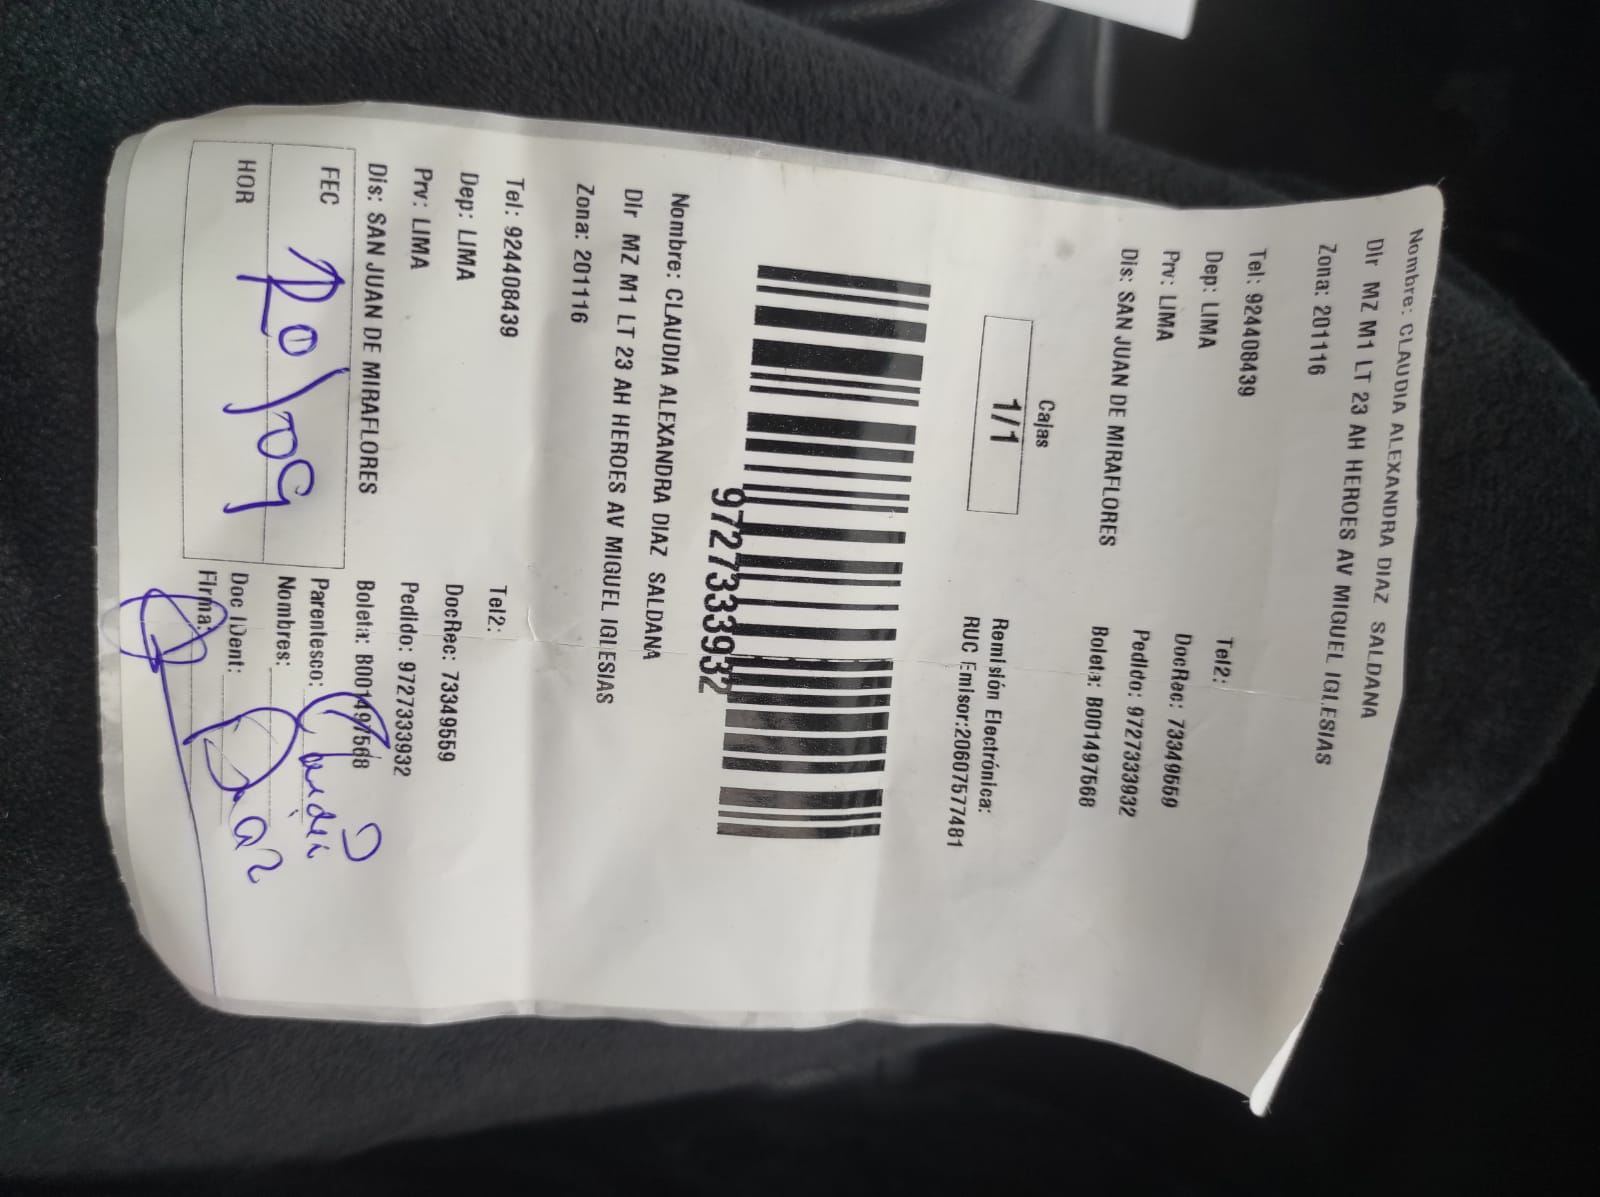 Nombre: CLAUDIA ALEXANDRA DIAZ SALDANA
DIr MZ M1 LT 23 AH HEROES AV MIGUEL IGLESIAS
Zona: 201116
Tel: 924408439 Tel2:
Dep: LIMA DocRec: 73349559
Prv: LIMA Pedido: 9727333932
Dis: SAN JUAN DE MIRAFLORES Boleta: B001497568
Cajas
1/1
Remisión Electrónica:
RUC Emisor:20607577481
9727333932
Nombre: CLAUDIA ALEXANDRA DIAZ SALDANA
DIr MZ M1 LT 23 AH HEROES AV MIGUEL IGLESIAS
Zona: 201116
Tel: 924408439 Tel2:
Dep: LIMA DocRec: 73349559
Prv: LIMA Pedido: 9727333932
Dis: SAN JUAN DE MIRAFLORES Boleta: B001497568
FEC 20/09 Parentesco:
Nombres: Claudia
HOR Doc IDent: Diaz
Firma: